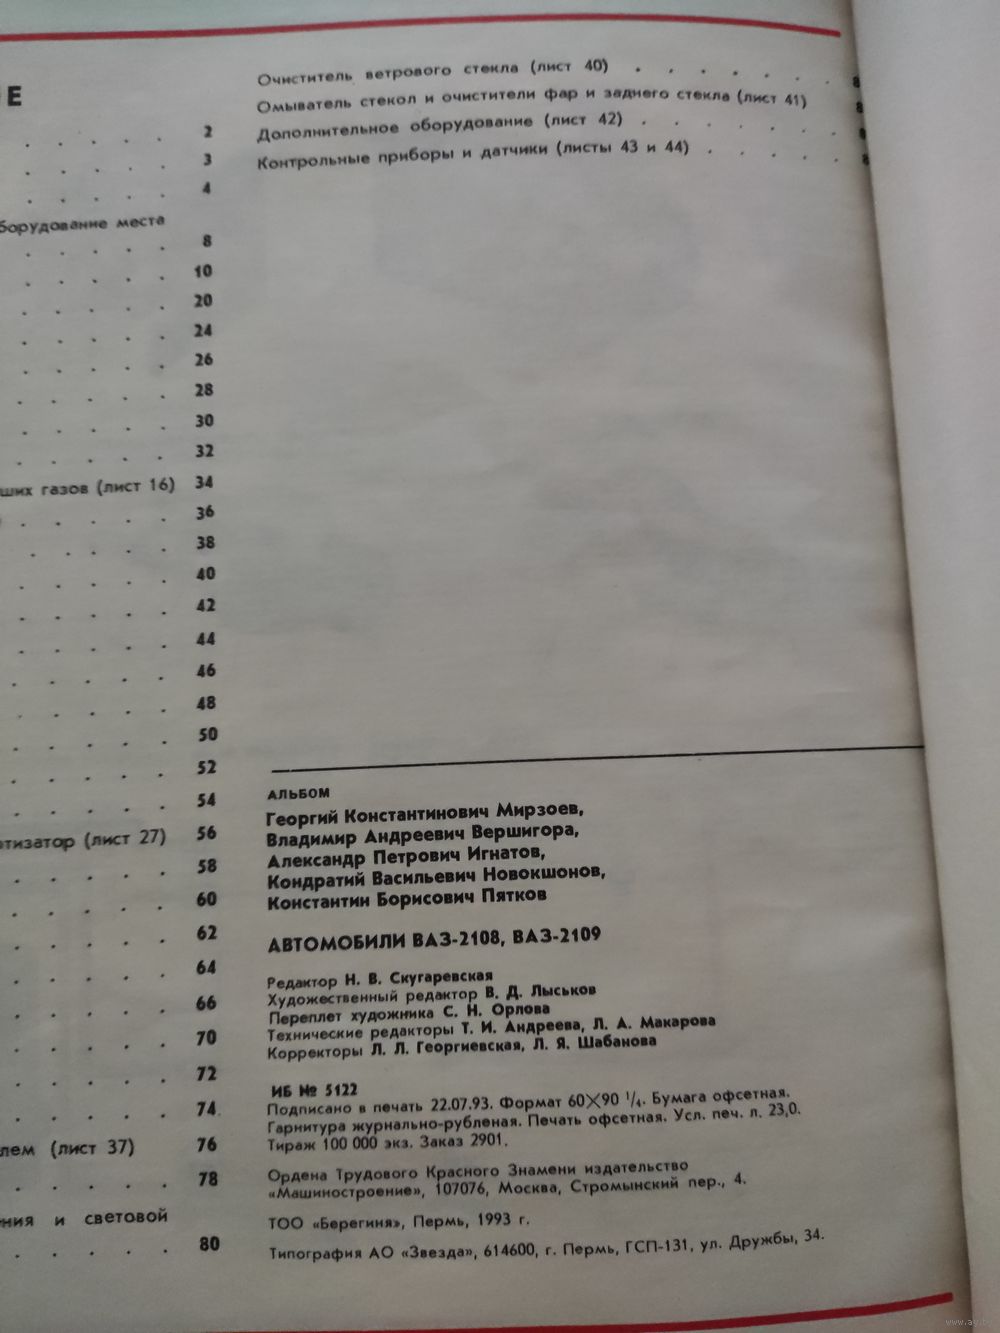 Е
2
3
4
борудование места
8
10
20
24
26
28
30
32
ших газов (лист 16) 34
36
38
40
42
44
46
48
50
52
54
тизатор (лист 27) 56
58
60
62
64
66
70
72
74
лем (лист 37) 76
78
ния и световой
80
Очиститель ветрового стекла (лист 40) . . . . . .
Омыватель стекол и очистители фар и заднего стекла (лист 41)
Дополнительное оборудование (лист 42) . . . . . .
Контрольные приборы и датчики (листы 43 и 44) . . . . .
АЛЬБОМ
Георгий Константинович Мирзоев,
Владимир Андреевич Вершигора,
Александр Петрович Игнатов,
Кондратий Васильевич Новокшонов,
Константин Борисович Пятков
АВТОМОБИЛИ ВАЗ-2108, ВАЗ-2109
Редактор Н. В. Скугаревская
Художественный редактор В. Д. Лыськов
Переплет художника С. Н. Орлова
Технические редакторы Т. И. Андреева, Л. А. Макарова
Корректоры Л. Л. Георгиевская, Л. Я. Шабанова
ИБ № 5122
Подписано в печать 22.07.93. Формат 60×90 1/4. Бумага офсетная.
Гарнитура журнально-рубленая. Печать офсетная. Усл. печ. л. 23,0.
Тираж 100 000 экз. Заказ 2901.
Ордена Трудового Красного Знамени издательство
«Машиностроение», 107076, Москва, Стромынский пер., 4.
ТОО «Берегиня», Пермь, 1993 г.
Типография АО «Звезда», 614600, г. Пермь, ГСП-131, ул. Дружбы, 34.
www.ay.by